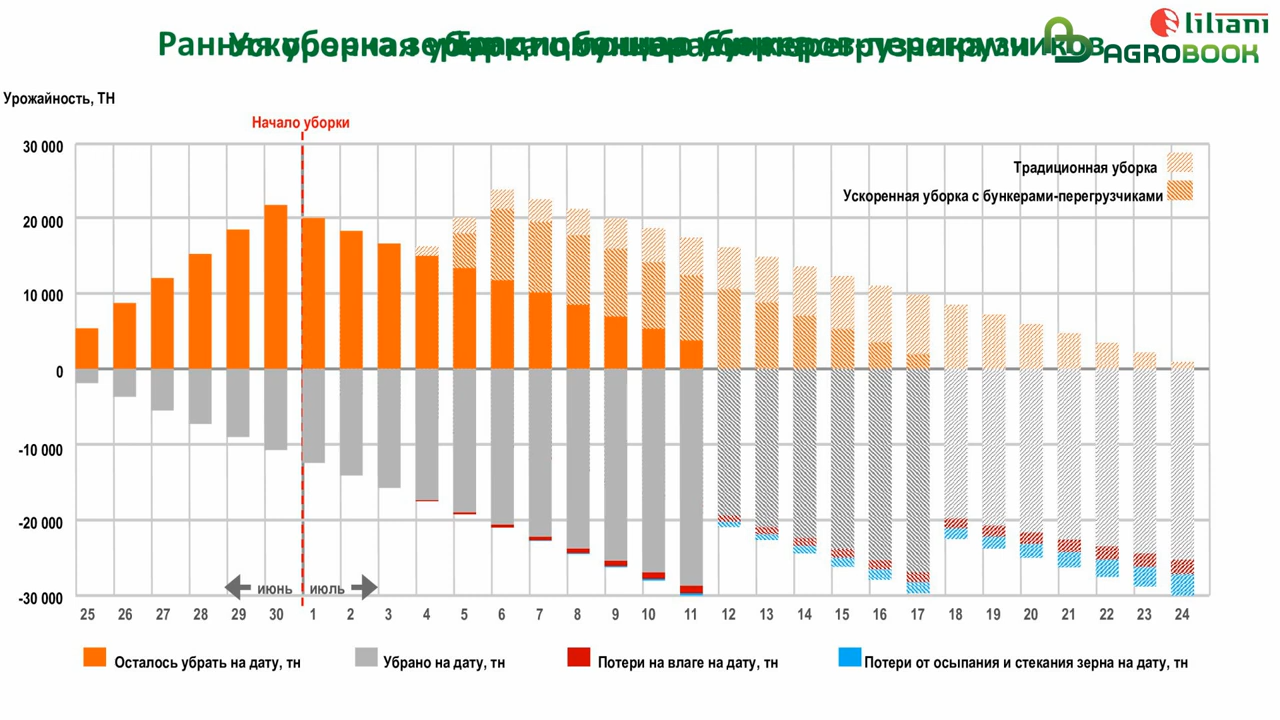 liliani
AGROBOOK
Урожайность, ТН
Начало уборки
30 000
Традиционная уборка
Ускоренная уборка с бункерами-перегрузчиками
20 000
10 000
0
-10 000
-20 000
июнь июль
-30 000
25 26 27 28 29 30 1 2 3 4 5 6 7 8 9 10 11 12 13 14 15 16 17 18 19 20 21 22 23 24
Осталось убрать на дату, тн Убрано на дату, тн Потери на влаге на дату, тн Потери от осыпания и стекания зерна на дату, тн